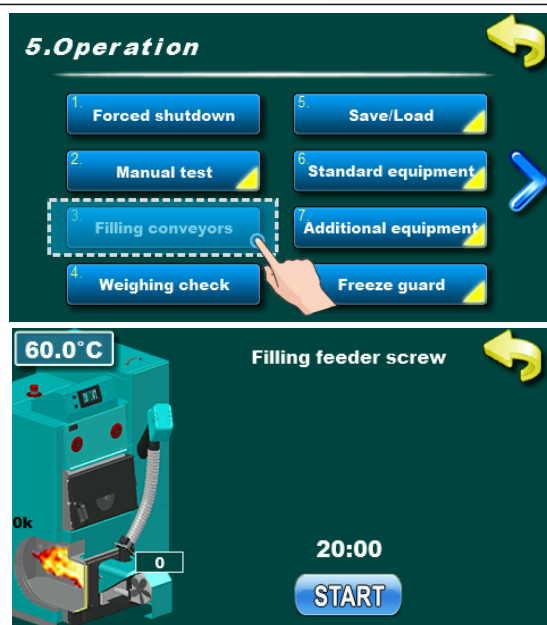 5.Operation
1. Forced shutdown
5. Save/Load
2. Manual test
6. Standard equipment
3. Filling conveyors
7. Additional equipment
4. Weighing check
Freeze guard
60.0°C
Filling feeder screw
0k
0
20:00
START